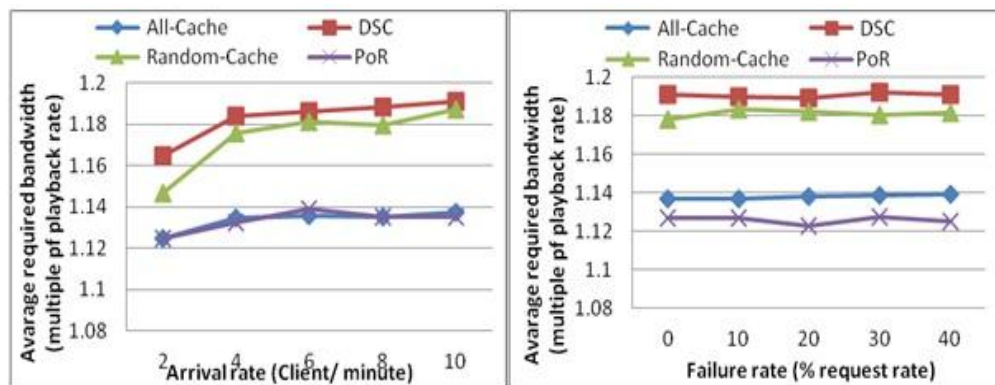 All-Cache DSC
Random-Cache PoR
Avarage required bandwidth
(multiple pf playback rate)
1.2
1.18
1.16
1.14
1.12
1.1
1.08
2 4 6 8 10
Arrival rate (Client/ minute)
All-Cache DSC
Random-Cache PoR
Avarage required bandwidth
(multiple pf playback rate)
1.2
1.18
1.16
1.14
1.12
1.1
1.08
0 10 20 30 40
Failure rate (% request rate)